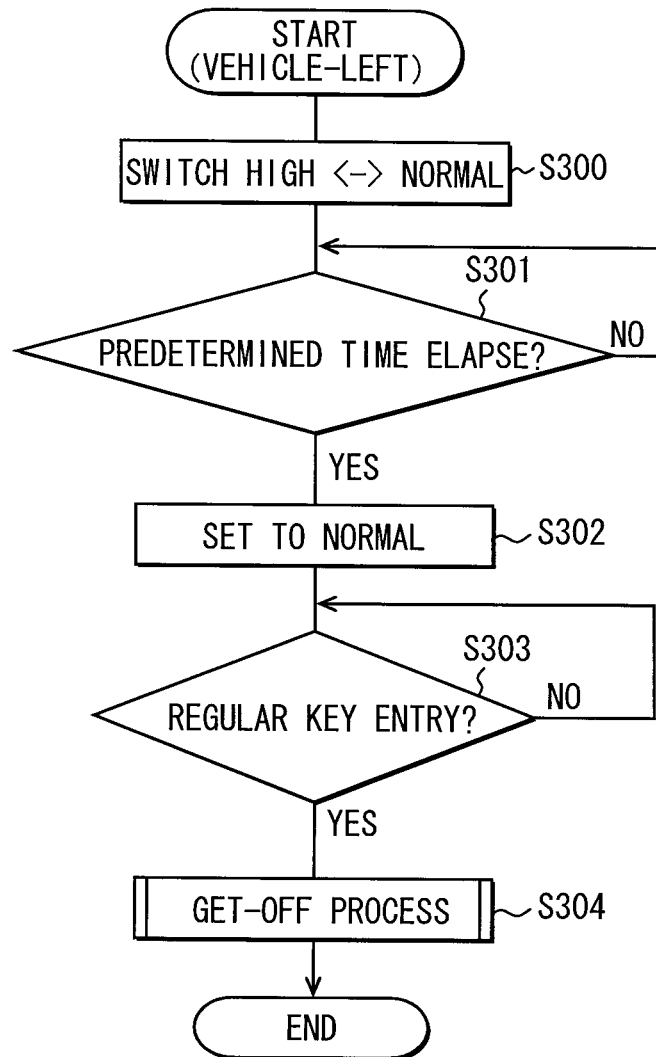 START
(VEHICLE-LEFT)
SWITCH HIGH <-> NORMAL
S300
S301
PREDETERMINED TIME ELAPSE?
NO
YES
SET TO NORMAL
S302
S303
REGULAR KEY ENTRY?
NO
YES
GET-OFF PROCESS
S304
END